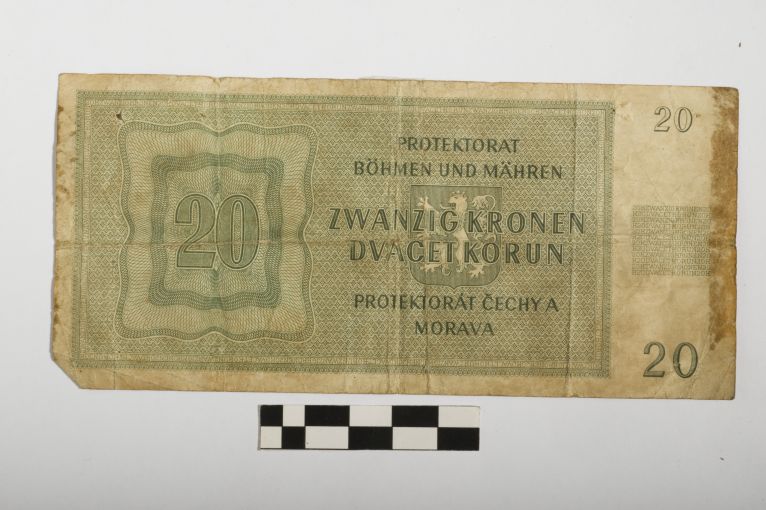 20
PROTEKTORAT
BÖHMEN UND MÄHREN
20
ZWANZIG KRONEN
DVACET KORUN
PROTEKTORÁT ČECHY A
MORAVA
20